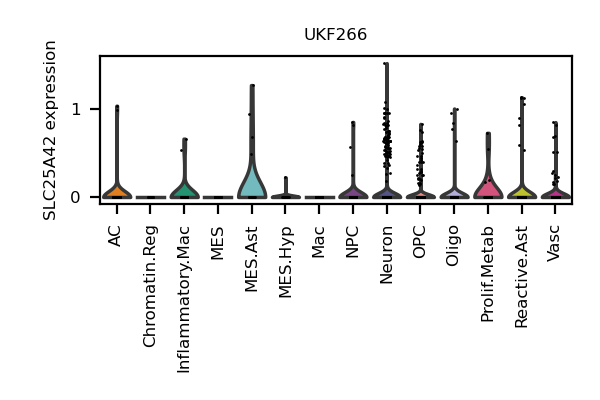 UKF266
SLC25A42 expression
1
0
AC
Chromatin.Reg
Inflammatory.Mac
MES
MES.Ast
MES.Hyp
Mac
NPC
Neuron
OPC
Oligo
Prolif.Metab
Reactive.Ast
Vasc